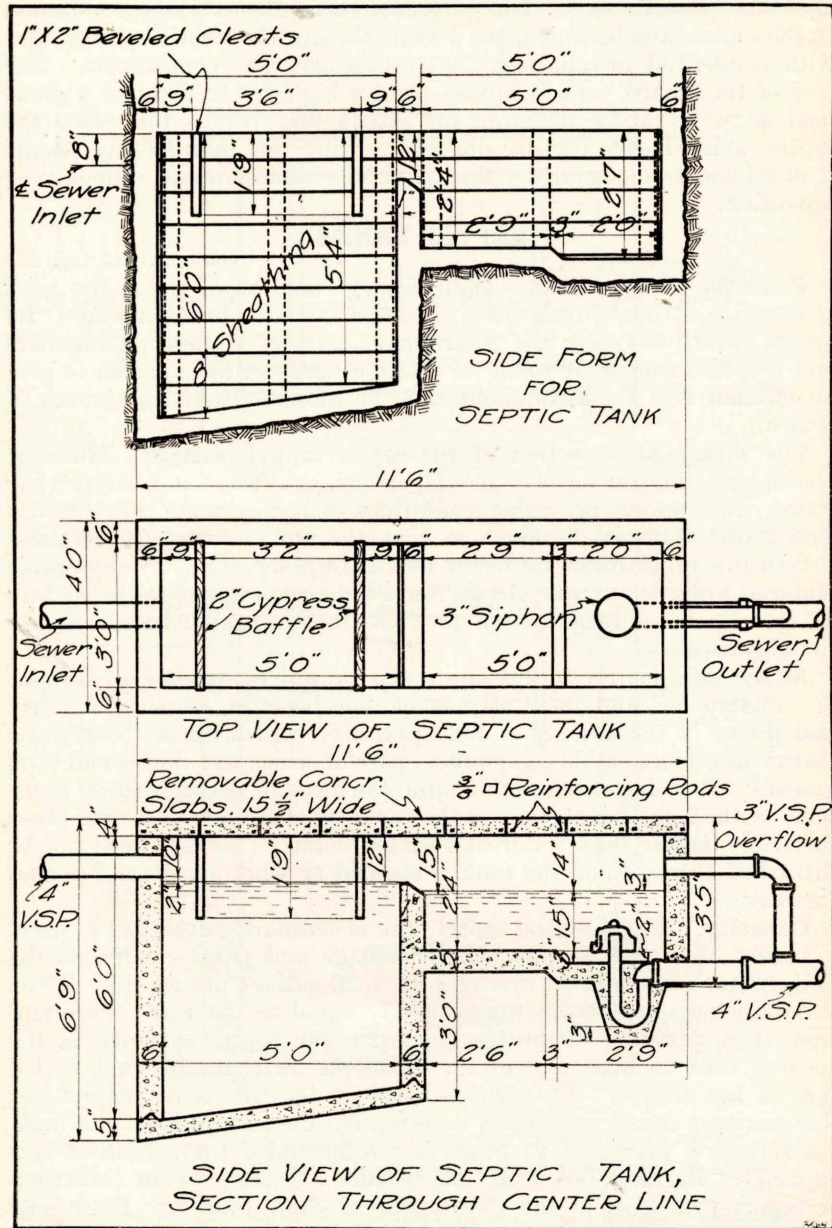 1"X2" Beveled Cleats
5'0" 5'0"
6" 9" 3'6" 9" 6" 5'0" 6"
8"
℄ Sewer
Inlet
1'9"
12"
2'4"
2'7"
2'9" 3" 2'0"
6'0"
Sheathing
5'4"
8"
SIDE FORM
FOR
SEPTIC TANK
11'6"
4'0"
6"
3'0"
6"
6" 9" 3'2" 9" 6" 2'9" 3" 2'0" 6"
2" Cypress
Baffle
3" Siphon
Sewer
Inlet
5'0" 5'0"
Sewer
Outlet
TOP VIEW OF SEPTIC TANK
11'6"
Removable Concr.
Slabs. 15 1/2" Wide
3/8" □ Reinforcing Rods
3" V.S.P.
Overflow
4"
10"
2"
1'9"
12"
15"
2'4"
14"
3"
15"
3"
2"
3'5"
4"
V.S.P.
6'9"
6'0"
5"
3'0"
3"
4" V.S.P.
6" 5'0" 6" 2'6" 3" 2'9"
5"
SIDE VIEW OF SEPTIC TANK,
SECTION THROUGH CENTER LINE